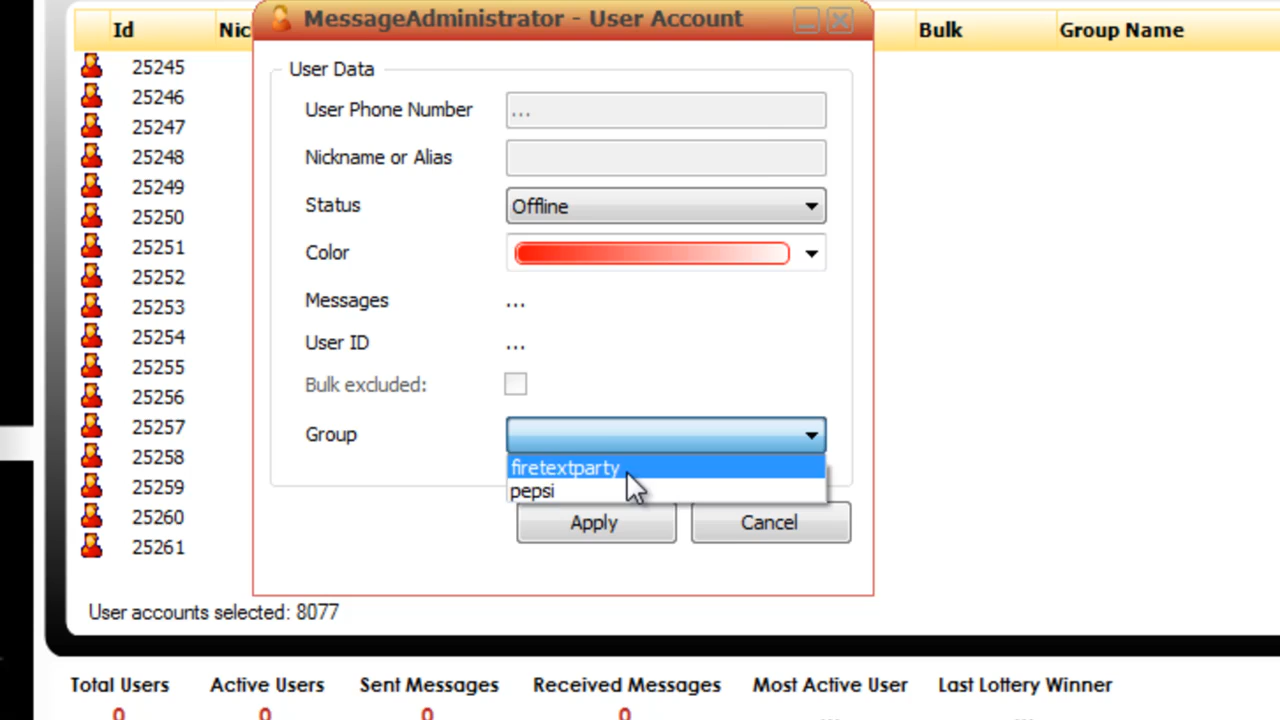 MessageAdministrator - User Account
Id Nic Bulk Group Name
User Data
25245
25246
25247
25248
25249
25250
25251
25252
25253
25254
25255
25256
25257
25258
25259
25260
25261
User Phone Number ...
Nickname or Alias
Status Offline
Color
Messages ...
User ID ...
Bulk excluded:
Group
firetextparty
pepsi
Apply Cancel
User accounts selected: 8077
Total Users Active Users Sent Messages Received Messages Most Active User Last Lottery Winner
0 0 0 0 ... ...